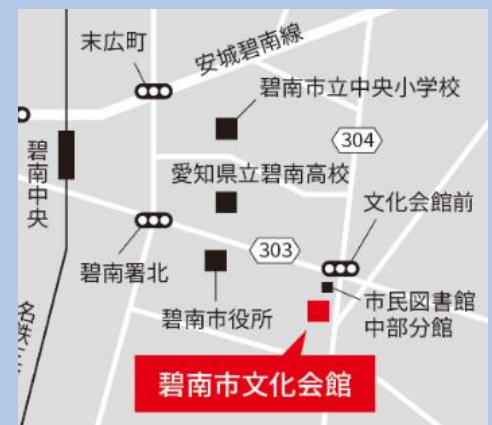 末広町
安城碧南線
碧南市立中央小学校
304
碧南中央
愛知県立碧南高校
文化会館前
303
碧南署北
碧南市役所
市民図書館
中部分館
名鉄三
碧南市文化会館